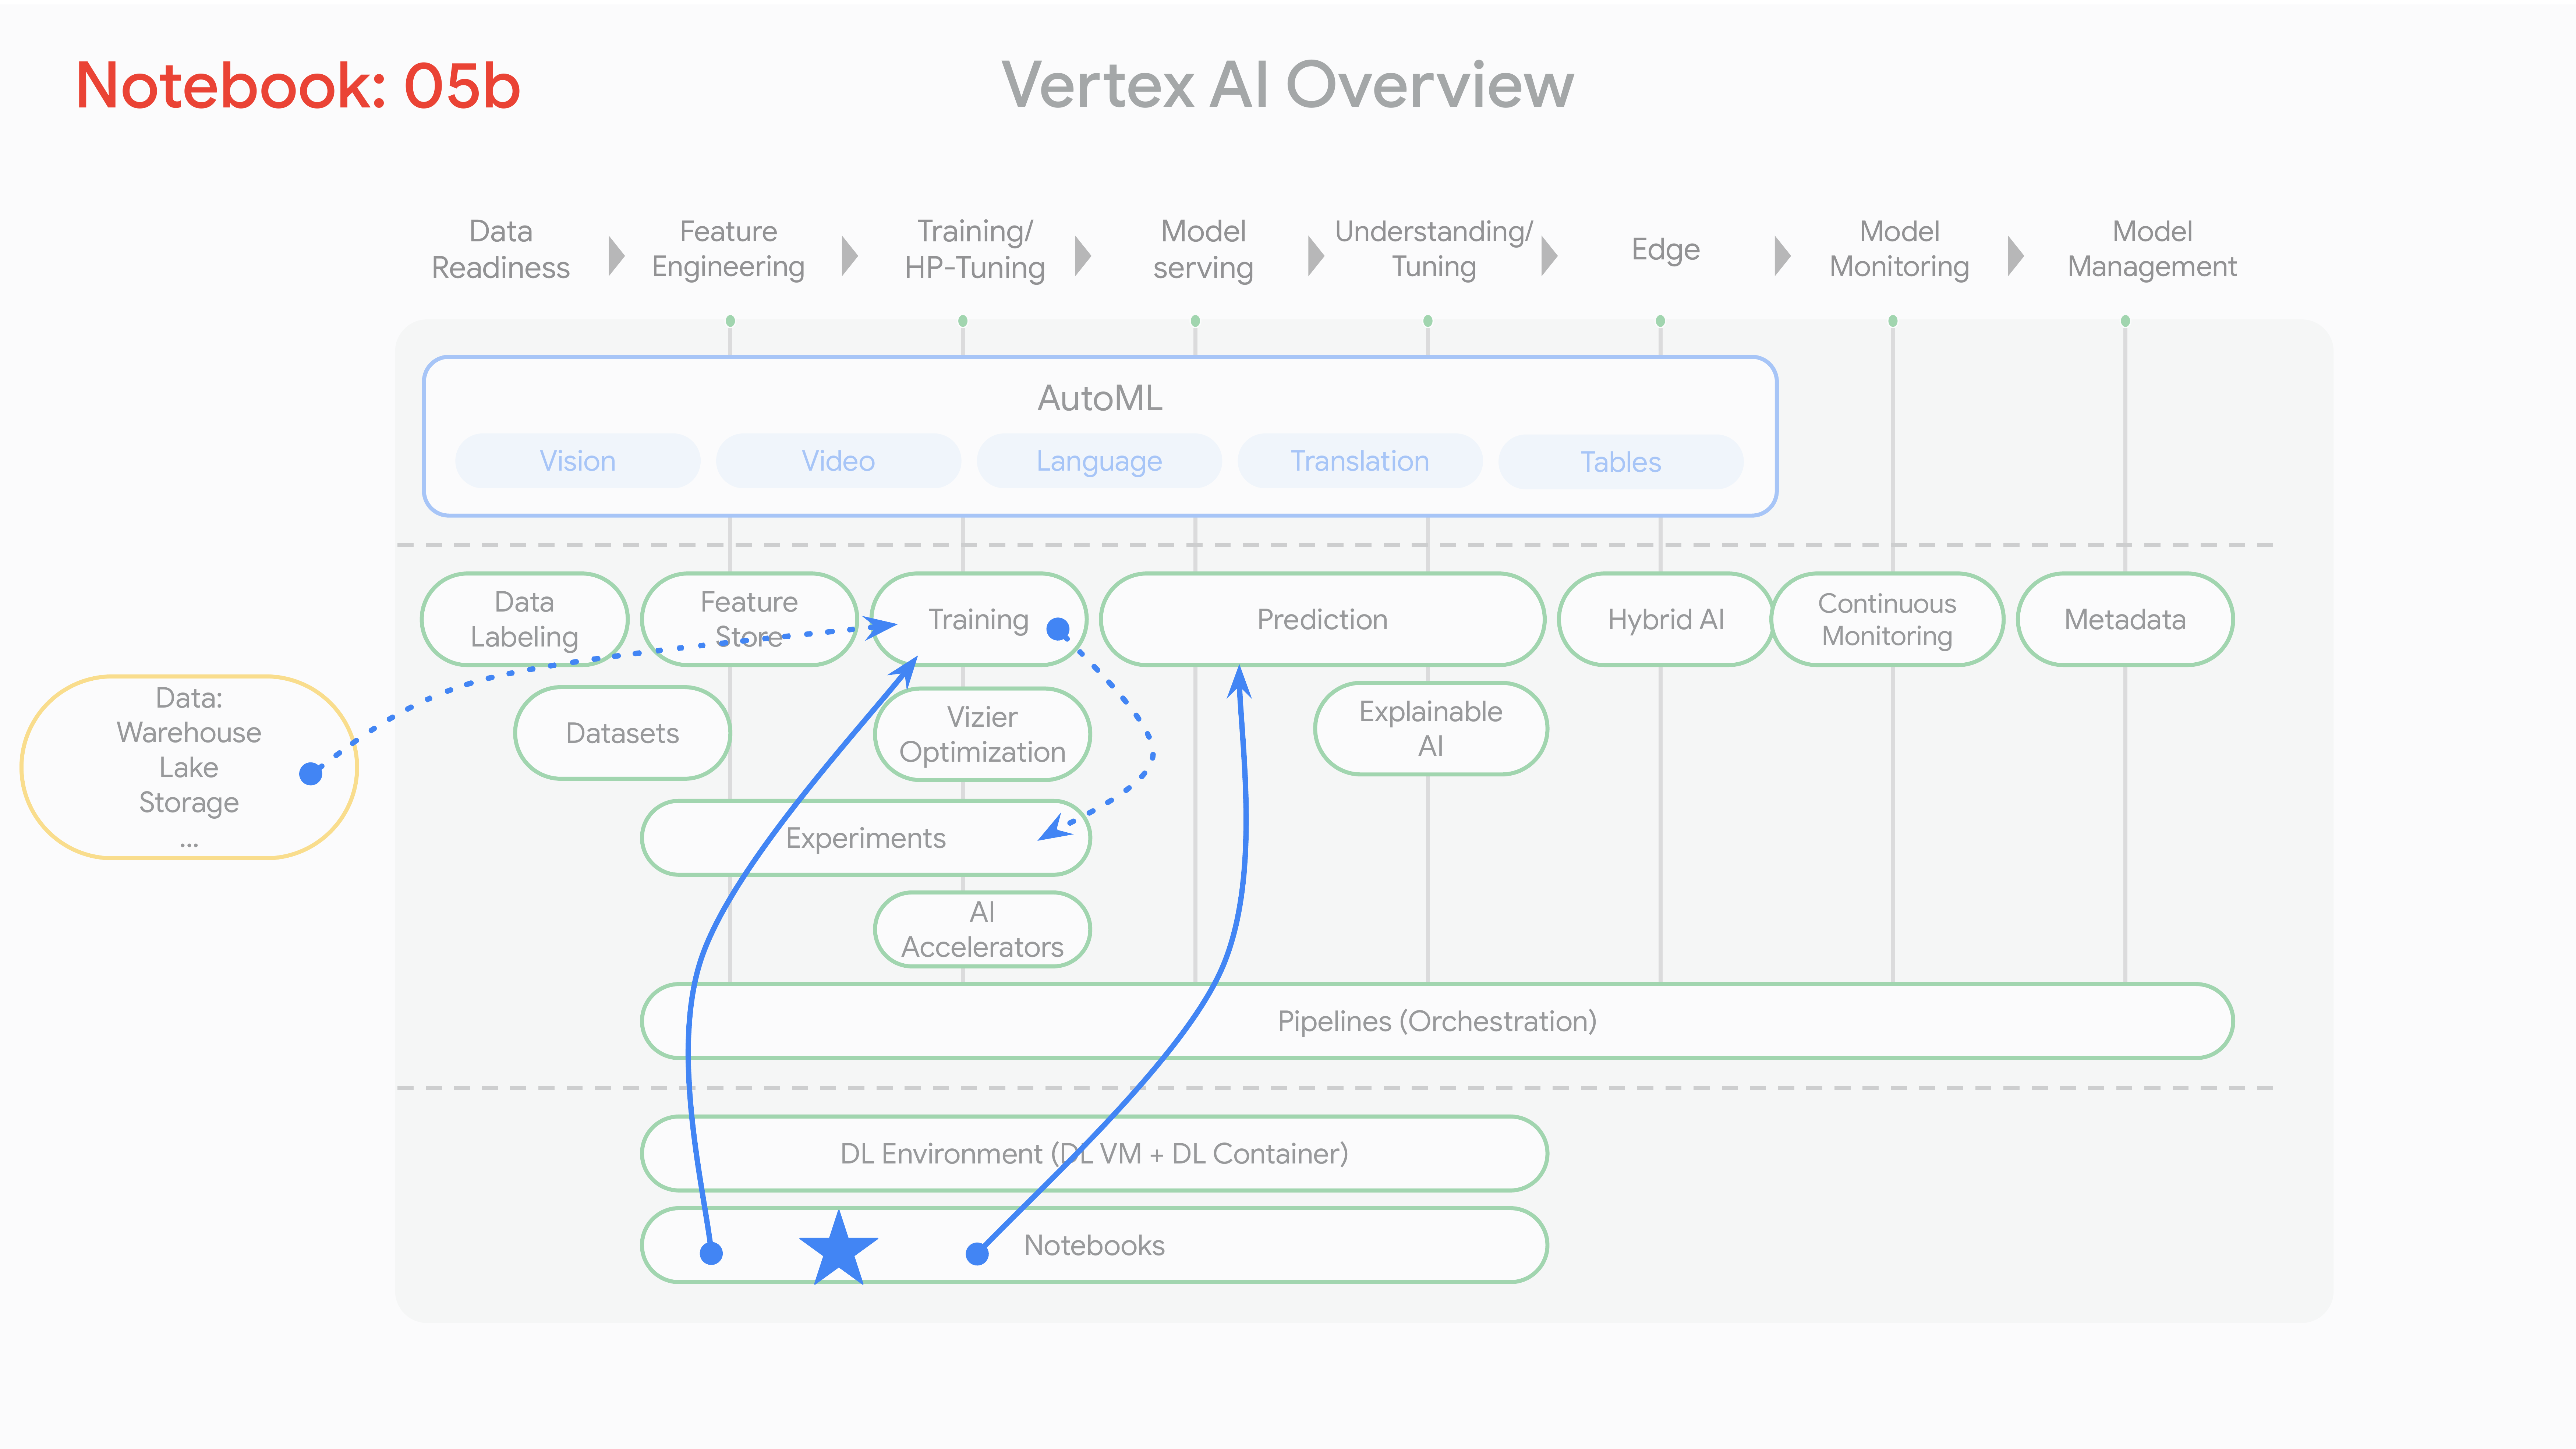 Notebook: 05b
Vertex AI Overview
Data
Readiness
Feature
Engineering
Training/
HP-Tuning
Model
serving
Understanding/
Tuning
Edge
Model
Monitoring
Model
Management
AutoML
Vision
Video
Language
Translation
Tables
Data
Labeling
Feature
Store
Training
Prediction
Hybrid AI
Continuous
Monitoring
Metadata
Data:
Warehouse
Lake
Storage
...
Datasets
Vizier
Optimization
Explainable
AI
Experiments
AI
Accelerators
Pipelines (Orchestration)
DL Environment (DL VM + DL Container)
Notebooks